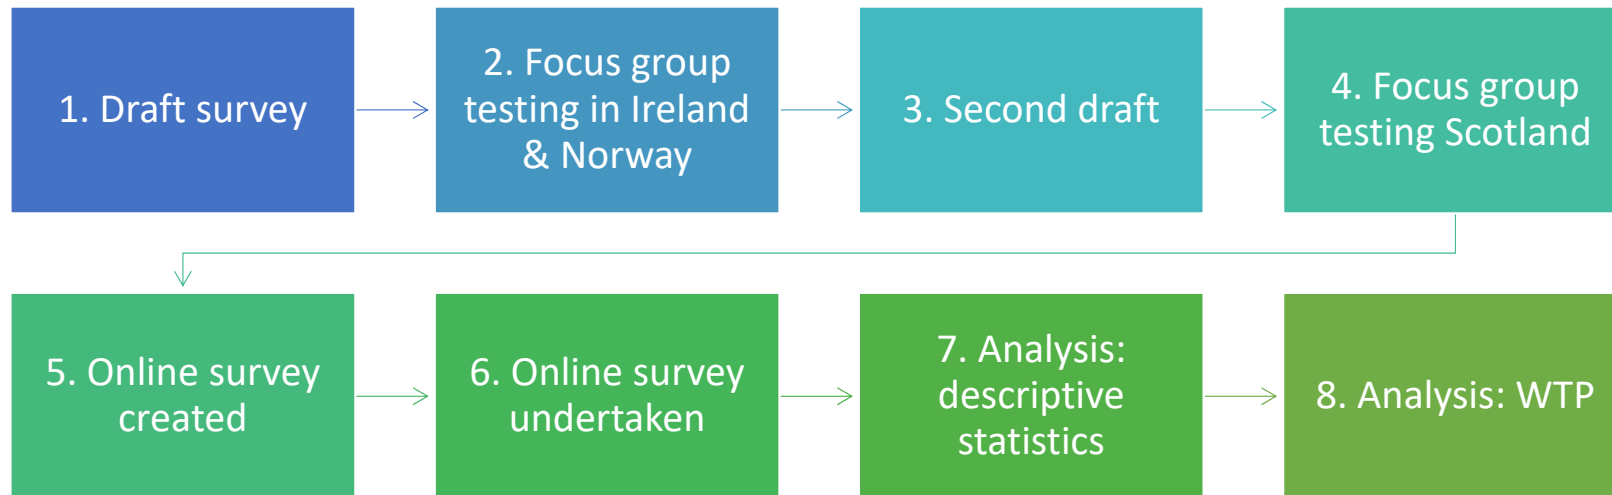 1. Draft survey
2. Focus group
testing in Ireland
& Norway
3. Second draft
4. Focus group
testing Scotland
5. Online survey
created
6. Online survey
undertaken
7. Analysis:
descriptive
statistics
8. Analysis: WTP